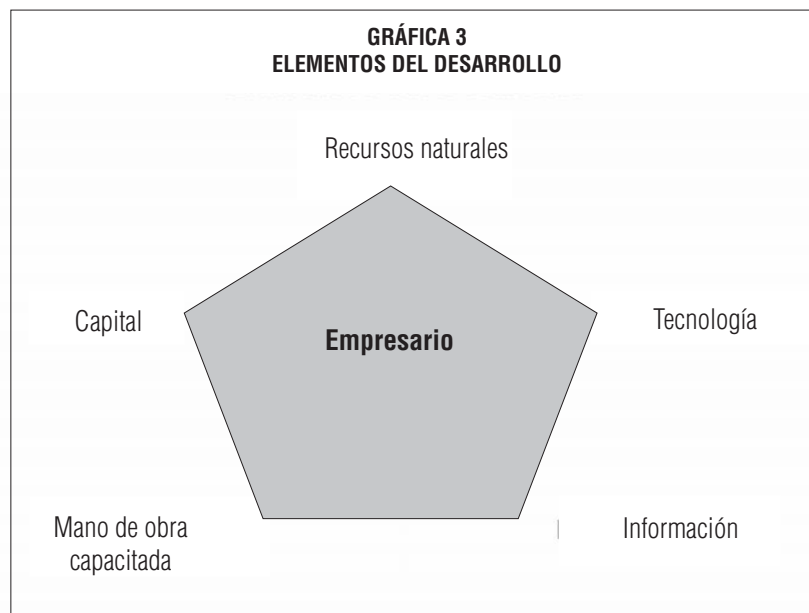 GRÁFICA 3
ELEMENTOS DEL DESARROLLO
Recursos naturales
Capital
Tecnología
Empresario
Mano de obra
capacitada
Información